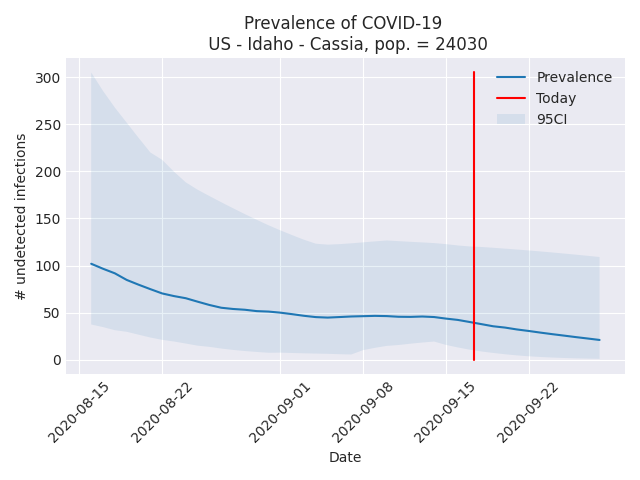 Prevalence of COVID-19
US - Idaho - Cassia, pop. = 24030
Prevalence
Today
95CI
# undetected infections
300
250
200
150
100
50
0
2020-08-15
2020-08-22
2020-09-01
2020-09-08
2020-09-15
2020-09-22
Date